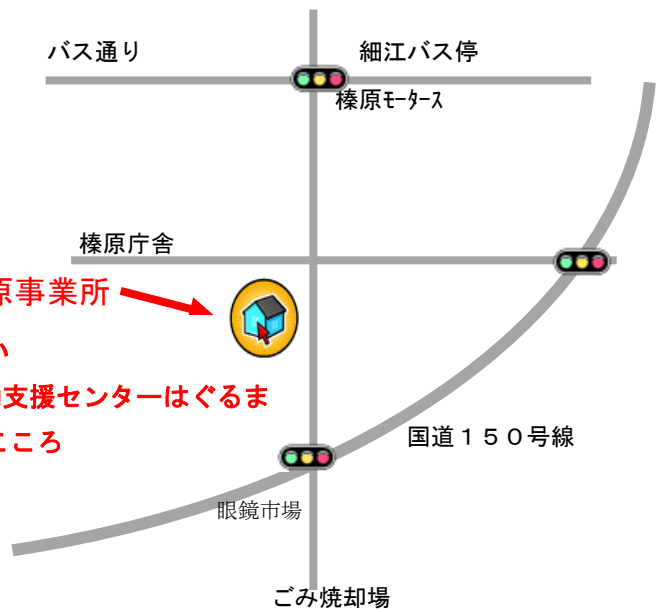 バス通り
細江バス停
榛原ﾓｰﾀｰｽ
榛原庁舎
原事業所
支援センターはぐるま
こころ
国道１５０号線
眼鏡市場
ごみ焼却場